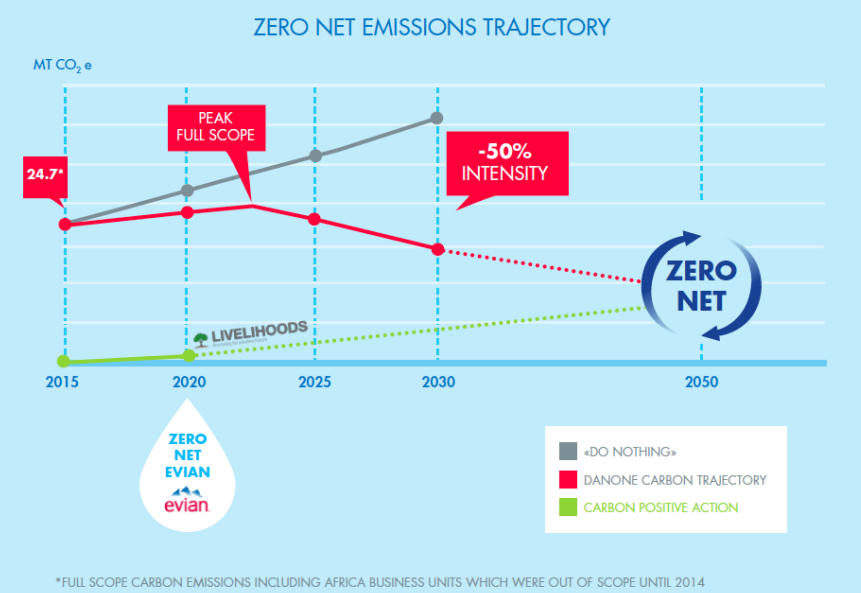 ZERO NET EMISSIONS TRAJECTORY
MT CO₂ e
PEAK
FULL SCOPE
-50%
INTENSITY
24.7*
ZERO
NET
LIVELIHOODS
2015
2020
2025
2030
2050
ZERO
NET
EVIAN
evian
«DO NOTHING»
DANONE CARBON TRAJECTORY
CARBON POSITIVE ACTION
*FULL SCOPE CARBON EMISSIONS INCLUDING AFRICA BUSINESS UNITS WHICH WERE OUT OF SCOPE UNTIL 2014